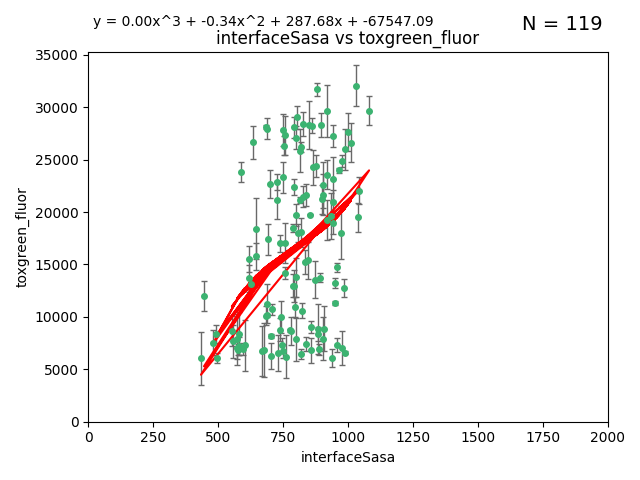 y = 0.00x^3 + -0.34x^2 + 287.68x + -67547.09
N = 119
interfaceSasa vs toxgreen_fluor
35000
30000
25000
20000
15000
10000
5000
0
toxgreen_fluor
0 250 500 750 1000 1250 1500 1750 2000
interfaceSasa